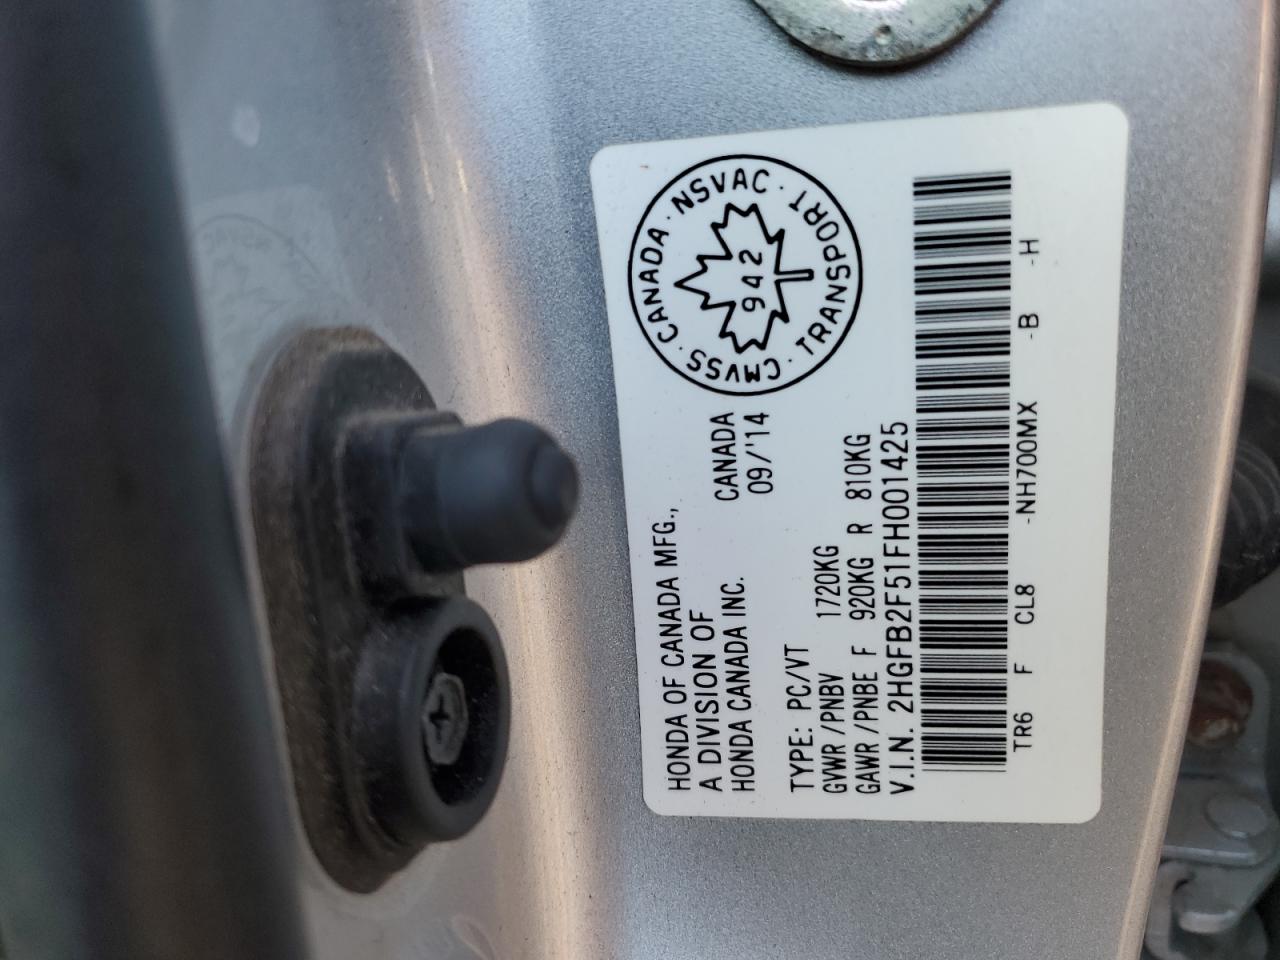 HONDA OF CANADA MFG.,
A DIVISION OF
HONDA CANADA INC.
CANADA
09/'14
CMVSS · CANADA · NSVAC · TRANSPORT ·
942
TYPE: PC/VT
GVWR /PNBV 1720KG
GAWR /PNBE F 920KG R 810KG
V.I.N. 2HGFB2F51FH001425
TR6 F CL8 -NH700MX -B -H